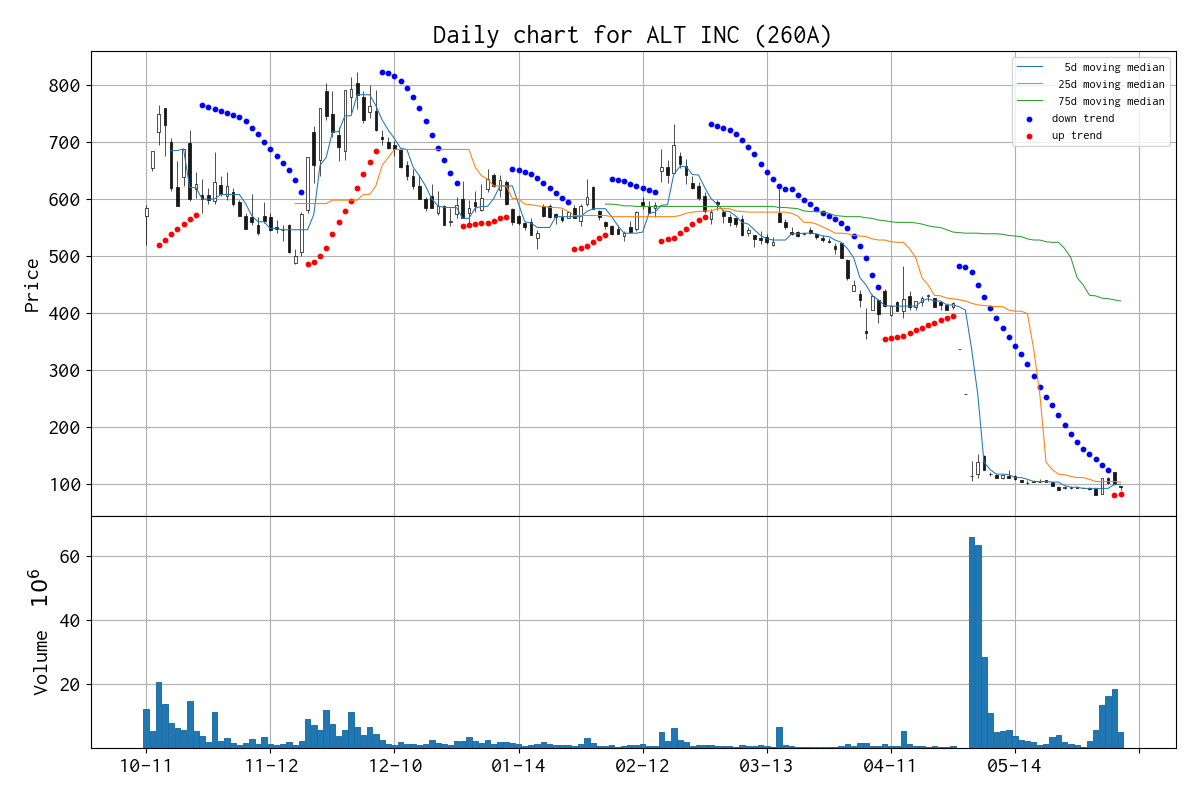 Daily chart for ALT INC (260A)
5d moving median
25d moving median
75d moving median
down trend
up trend
Price
800
700
600
500
400
300
200
100
Volume 10^6
60
40
20
10-11 11-12 12-10 01-14 02-12 03-13 04-11 05-14